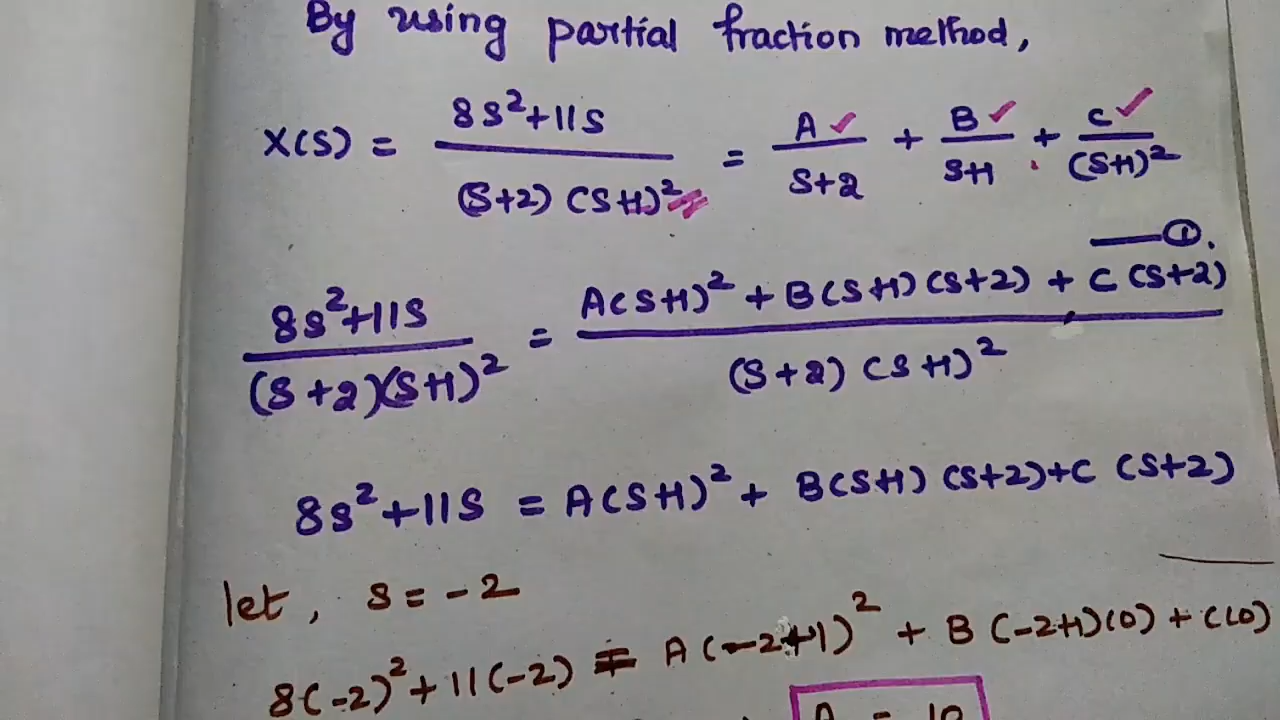 By using partial fraction method,
X(S) = 8S²+11S / (S+2)(S+1)² = A / S+2 + B / S+1 + C / (S+1)²
—①.
8S²+11S / (S+2)(S+1)² = A(S+1)² + B(S+1)(S+2) + C(S+2) / (S+2)(S+1)²
8S²+11S = A(S+1)² + B(S+1)(S+2)+C(S+2)
let, S = -2
8(-2)²+11(-2) = A(-2+1)² + B(-2+1)(0) + C(0)
A = 10